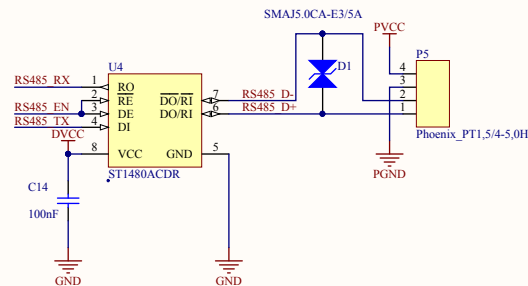 SMAJ5.0CA-E3/5A
PVCC
U4
P5
D1
RS485_RX 1 RO
RS485_EN 2 RE DO/RI 7 RS485_D-
3 DE DO/RI 6 RS485_D+
RS485_TX 4 DI
DVCC
8 VCC GND 5
ST1480ACDR
4
3
2
1
Phoenix_PT1,5/4-5,0H
PGND
C14
100nF
GND
GND